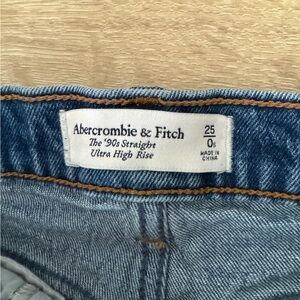 Abercrombie & Fitch
The '90s Straight
Ultra High Rise
25
0s
MADE IN
CHINA